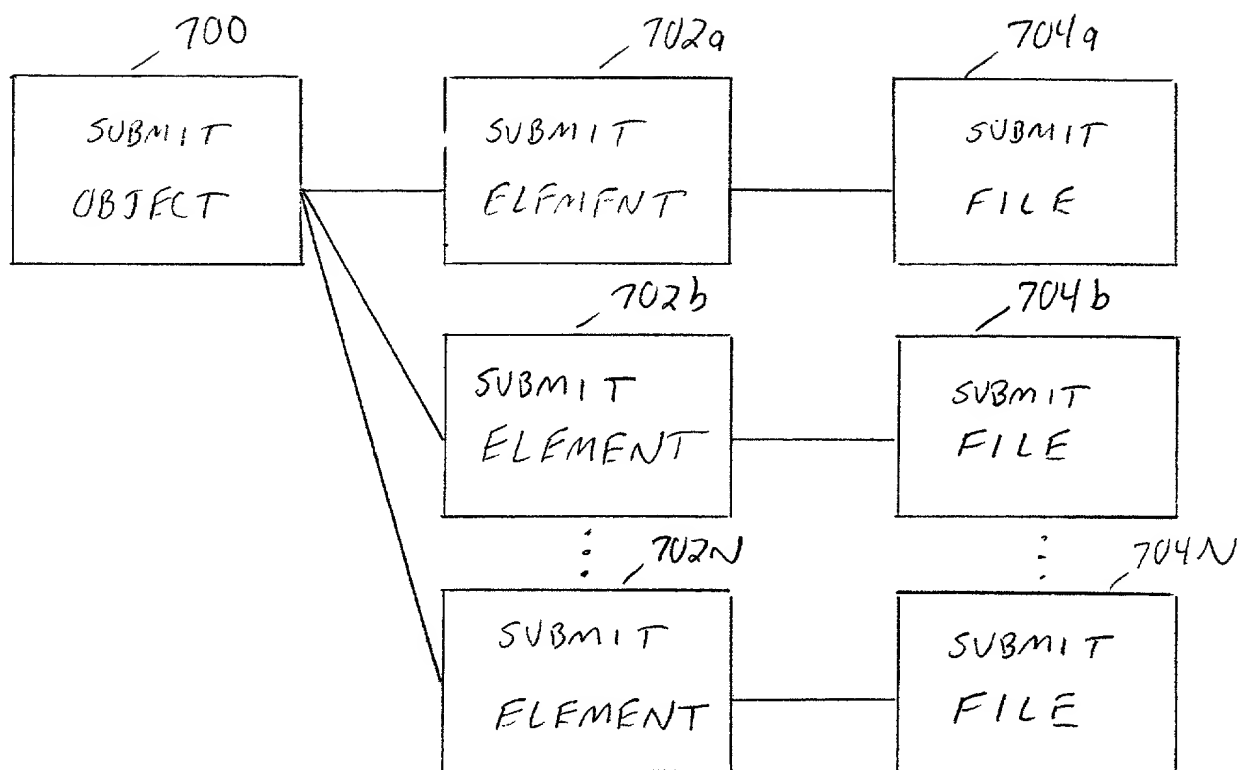 700
702a
704a
SUBMIT
OBJECT
SUBMIT
ELEMENT
SUBMIT
FILE
702b
704b
SUBMIT
ELEMENT
SUBMIT
FILE
702N
704N
SUBMIT
ELEMENT
SUBMIT
FILE